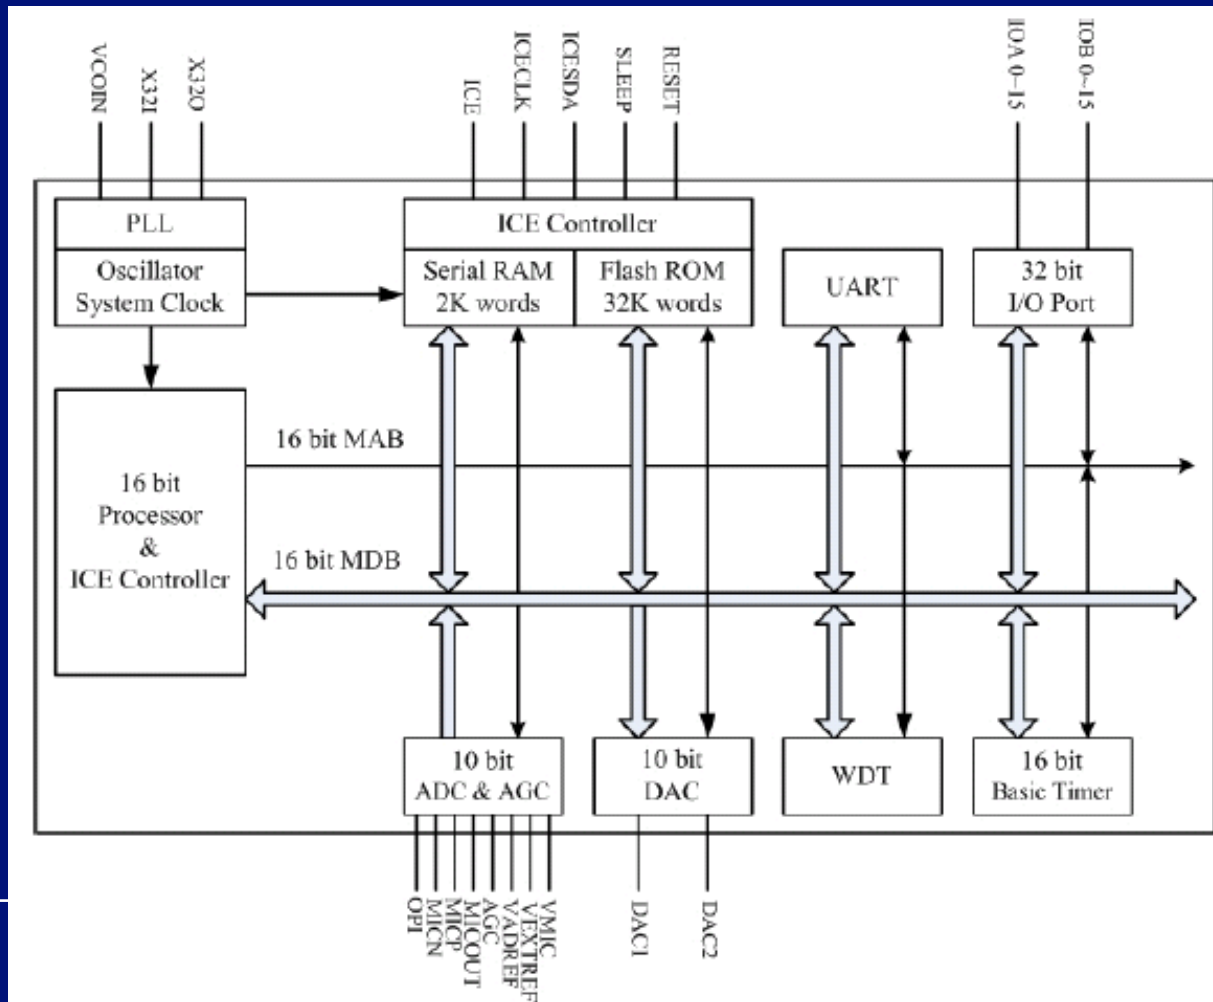 VCOIN
X32I
X32O
ICE
ICECLK
ICESDA
SLEEP
RESET
IOA 0~15
IOB 0~15
PLL
Oscillator
System Clock
ICE Controller
Serial RAM
2K words
Flash ROM
32K words
UART
32 bit
I/O Port
16 bit
Processor
&
ICE Controller
16 bit MAB
16 bit MDB
10 bit
ADC & AGC
10 bit
DAC
WDT
16 bit
Basic Timer
OPI
MICN
MICP
MICOUT
AGC
VADREF
VEXTREF
VMIC
DAC1
DAC2